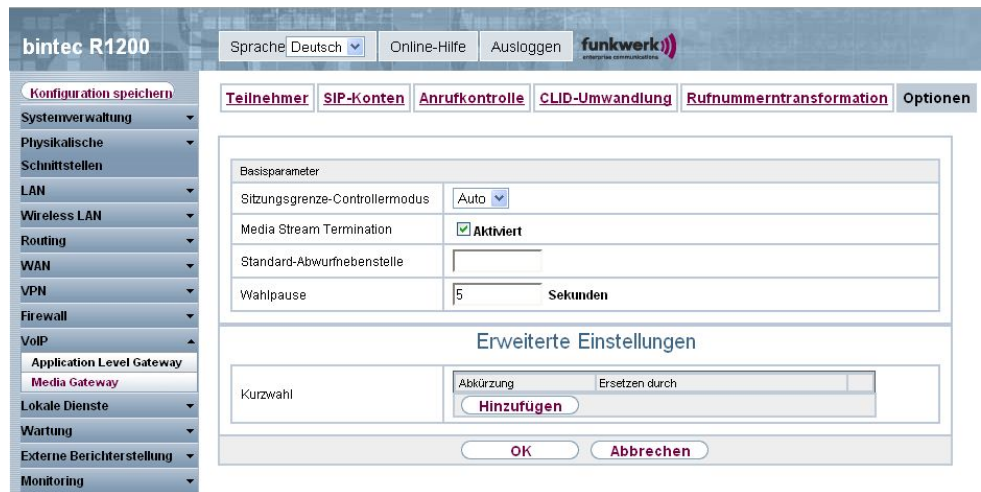 bintec R1200
Sprache Deutsch
Online-Hilfe
Ausloggen
funkwerk
enterprise communications
Konfiguration speichern
Systemverwaltung
Physikalische
Schnittstellen
LAN
Wireless LAN
Routing
WAN
VPN
Firewall
VoIP
Application Level Gateway
Media Gateway
Lokale Dienste
Wartung
Externe Berichterstellung
Monitoring
Teilnehmer
SIP-Konten
Anrufkontrolle
CLID-Umwandlung
Rufnummerntransformation
Optionen
Basisparameter
Sitzungsgrenze-Controllermodus Auto
Media Stream Termination Aktiviert
Standard-Abwurfnebenstelle
Wahlpause 5 Sekunden
Erweiterte Einstellungen
Kurzwahl
Abkürzung Ersetzen durch
Hinzufügen
OK
Abbrechen